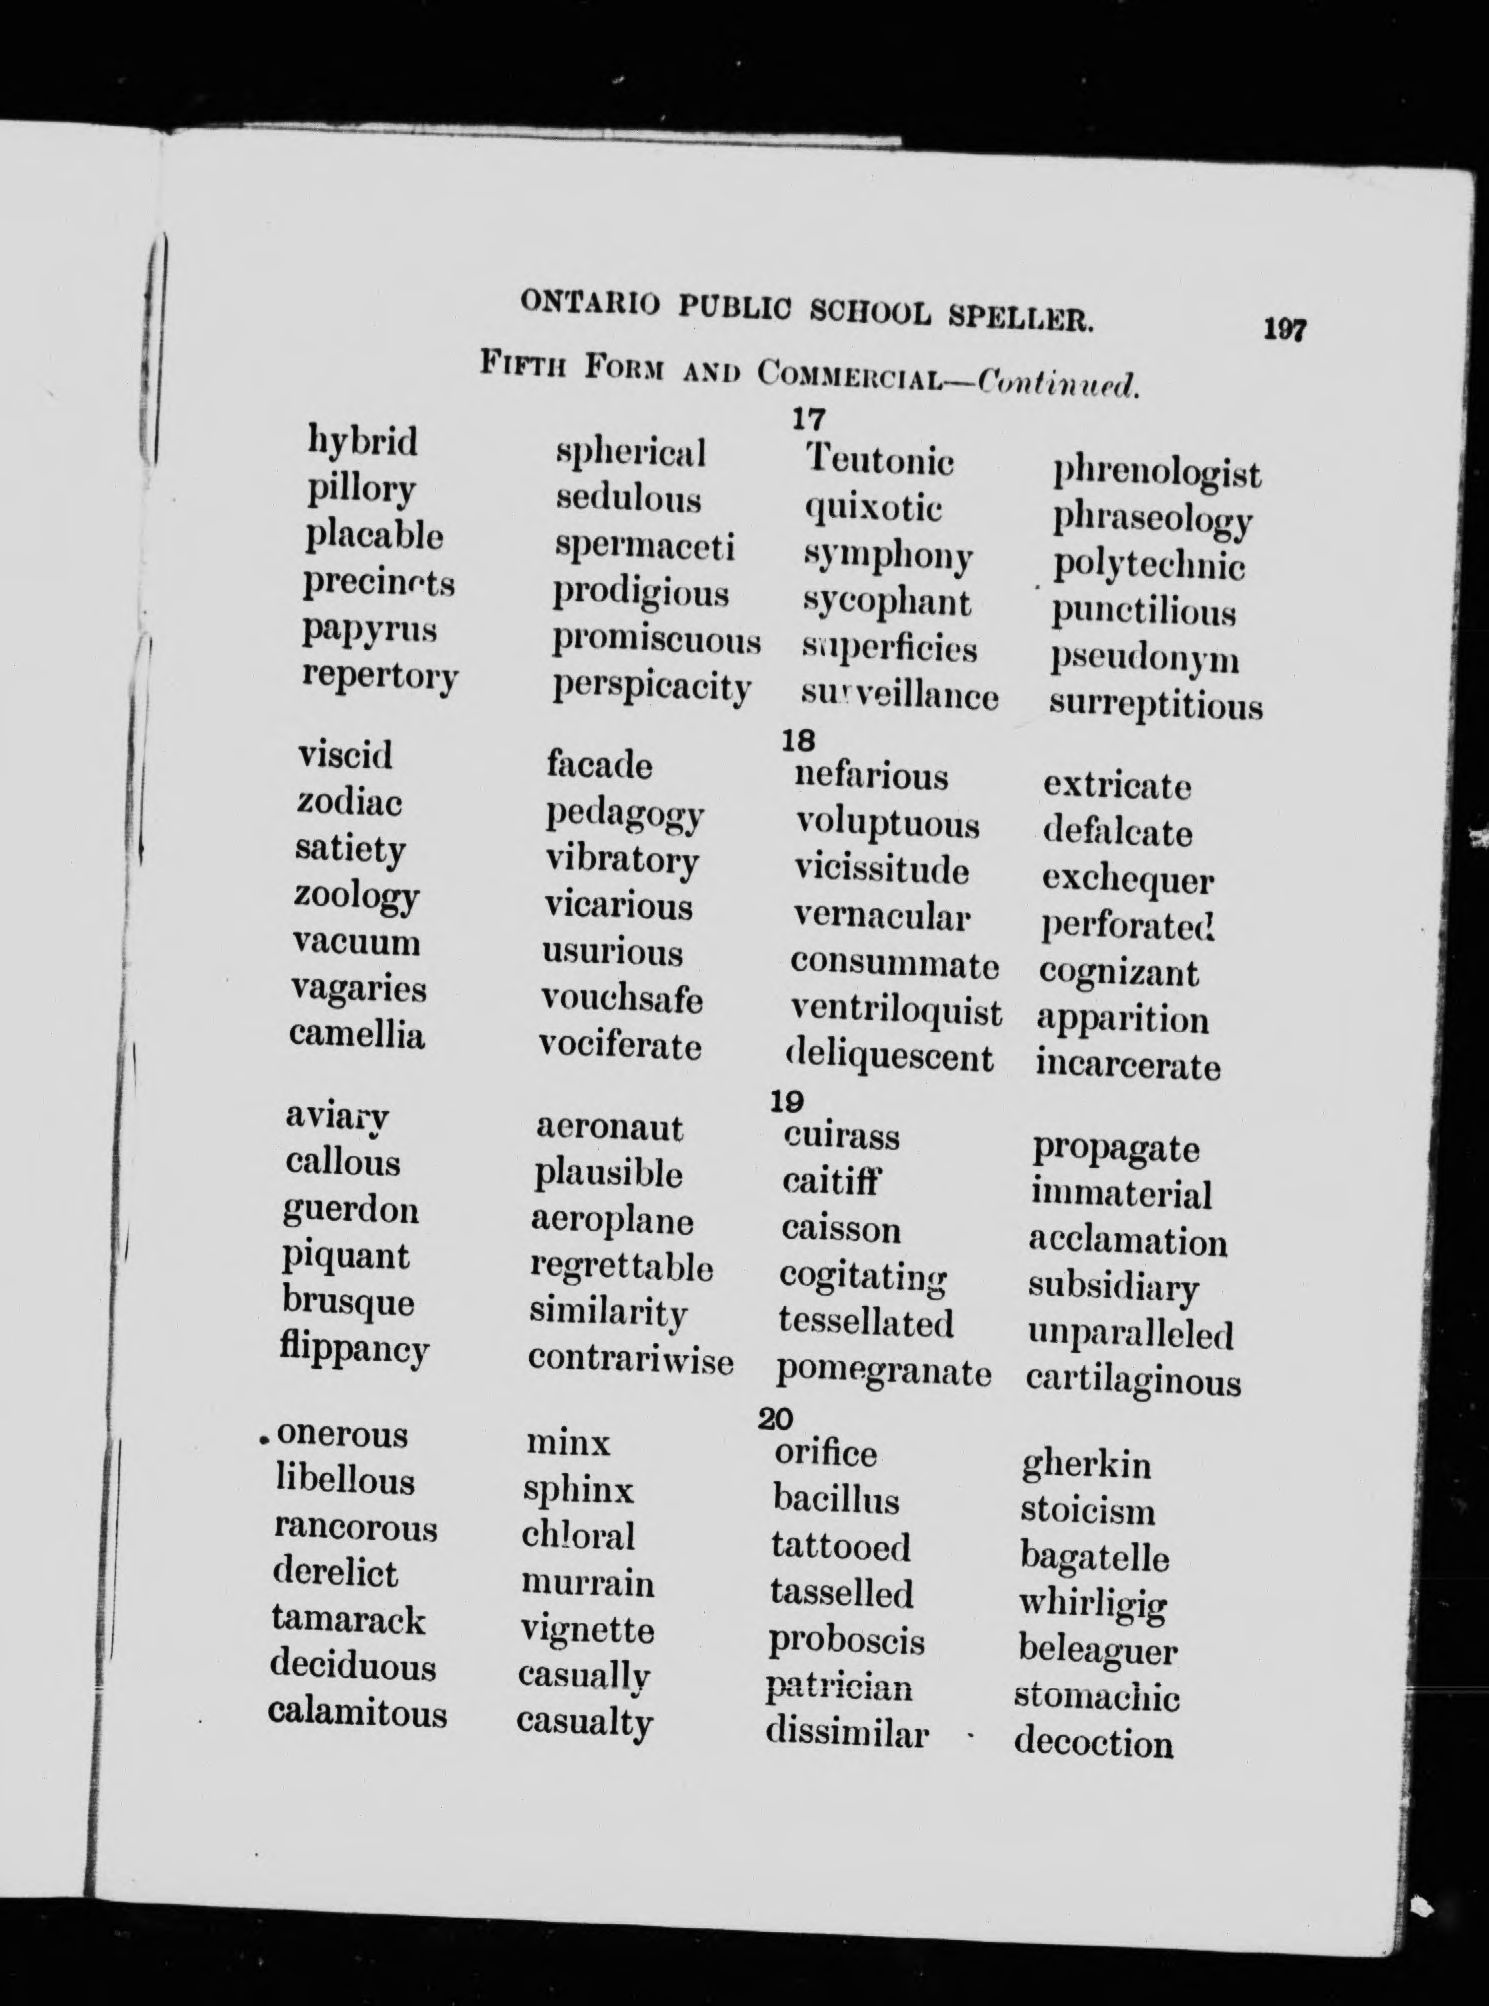 ONTARIO PUBLIC SCHOOL SPELLER. 197
FIFTH FORM AND COMMERCIAL—Continued.
17
hybrid spherical Teutonic phrenologist
pillory sedulous quixotic phraseology
placable spermaceti symphony polytechnic
precincts prodigious sycophant punctilious
papyrus promiscuous superficies pseudonym
repertory perspicacity surveillance surreptitious
18
viscid facade nefarious extricate
zodiac pedagogy voluptuous defalcate
satiety vibratory vicissitude exchequer
zoology vicarious vernacular perforated
vacuum usurious consummate cognizant
vagaries vouchsafe ventriloquist apparition
camellia vociferate deliquescent incarcerate
19
aviary aeronaut cuirass propagate
callous plausible caitiff immaterial
guerdon aeroplane caisson acclamation
piquant regrettable cogitating subsidiary
brusque similarity tessellated unparalleled
flippancy contrariwise pomegranate cartilaginous
20
onerous minx orifice gherkin
libellous sphinx bacillus stoicism
rancorous chloral tattooed bagatelle
derelict murrain tasselled whirligig
tamarack vignette proboscis beleaguer
deciduous casually patrician stomachic
calamitous casualty dissimilar decoction